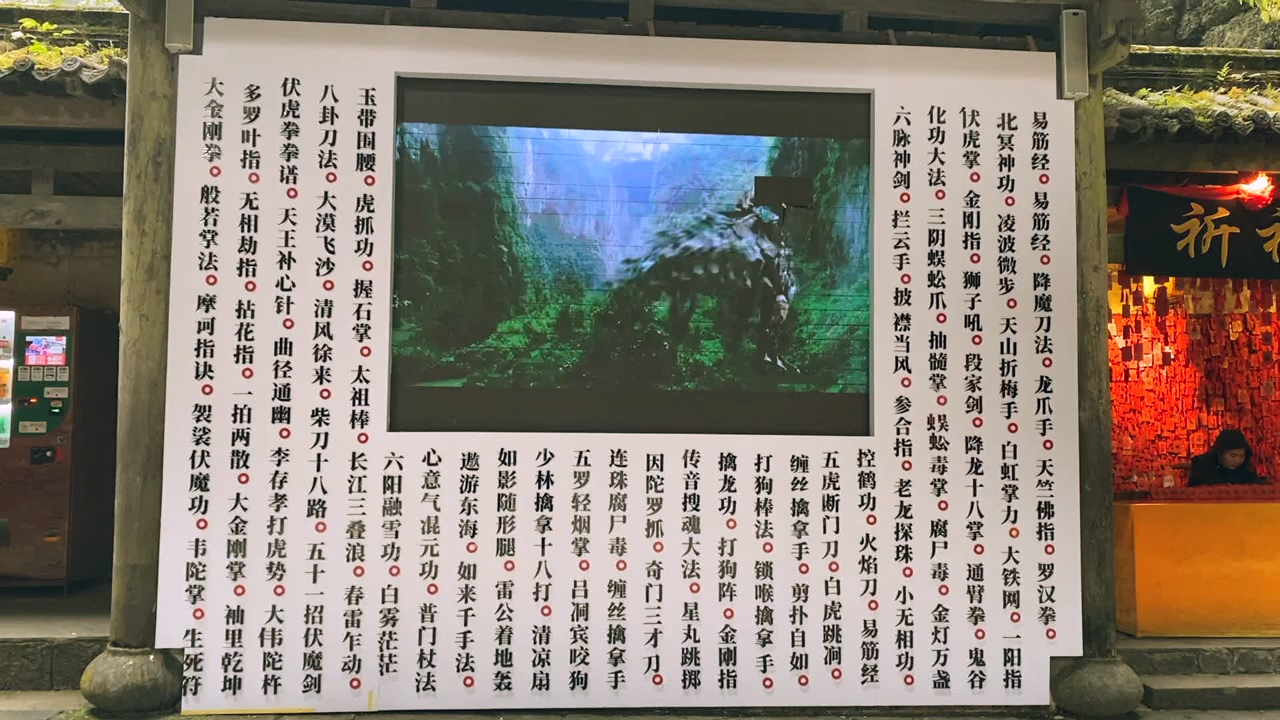 易筋经 易筋经 降魔刀法 龙爪手 天竺佛指 罗汉拳
北冥神功 凌波微步 天山折梅手 白虹掌力 大铁网 一阳指
伏虎掌 金刚指 狮子吼 段家剑 降龙十八掌 通臂拳 鬼谷
化功大法 三阴蜈蚣爪 抽髓掌 蜈蚣毒掌 腐尸毒 金灯万盏
六脉神剑 拦云手 披襟当风 参合指 老龙探珠 小无相功
控鹤功 火焰刀 易筋经
五虎断门刀 白虎跳涧
缠丝擒拿手 剪扑自如
打狗棒法 锁喉擒拿手
擒龙功 打狗阵 金刚指
传音搜魂大法 星丸跳掷
因陀罗抓 奇门三才刀
连珠腐尸毒 缠丝擒拿手
五罗轻烟掌 吕洞宾咬狗
少林擒拿十八打 清凉扇
如影随形腿 雷公着地轰
遨游东海 如来千手法
心意气混元功 普门杖法
六阳融雪功 白雾茫茫
玉带围腰 虎抓功 握石掌 太祖棒 长江三叠浪 春雷乍动
八卦刀法 大漠飞沙 清风徐来 柴刀十八路 五十一招伏魔剑
伏虎拳拳谱 天王补心针 曲径通幽 李存孝打虎势 大伟陀杵
多罗叶指 无相劫指 拈花指 一拍两散 大金刚掌 袖里乾坤
大金刚拳 般若掌法 摩诃指诀 袈裟伏魔功 韦陀掌 生死符
祈